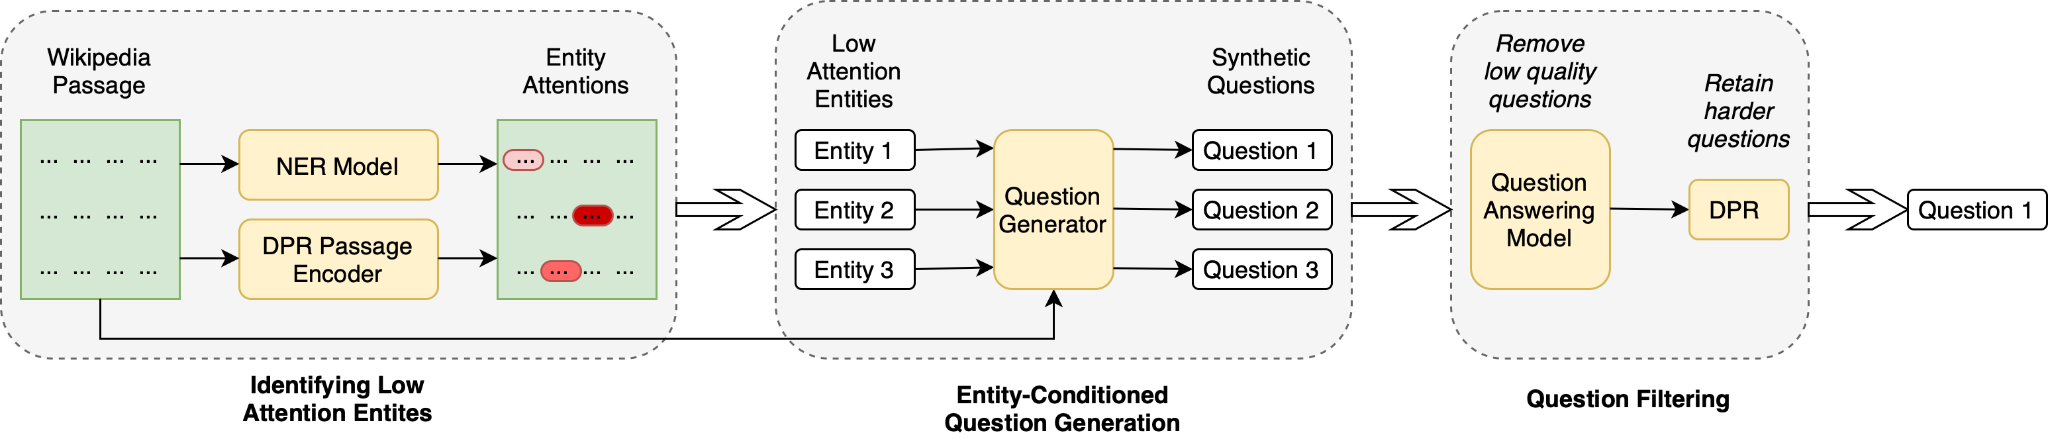 Wikipedia
Passage
... ... ... ...
... ... ... ...
... ... ... ...
NER Model
DPR Passage
Encoder
Entity
Attentions
... ... ... ...
... ... ... ...
... ... ... ...
Identifying Low
Attention Entites
Low
Attention
Entities
Entity 1
Entity 2
Entity 3
Question
Generator
Synthetic
Questions
Question 1
Question 2
Question 3
Entity-Conditioned
Question Generation
Remove
low quality
questions
Question
Answering
Model
Retain
harder
questions
DPR
Question Filtering
Question 1